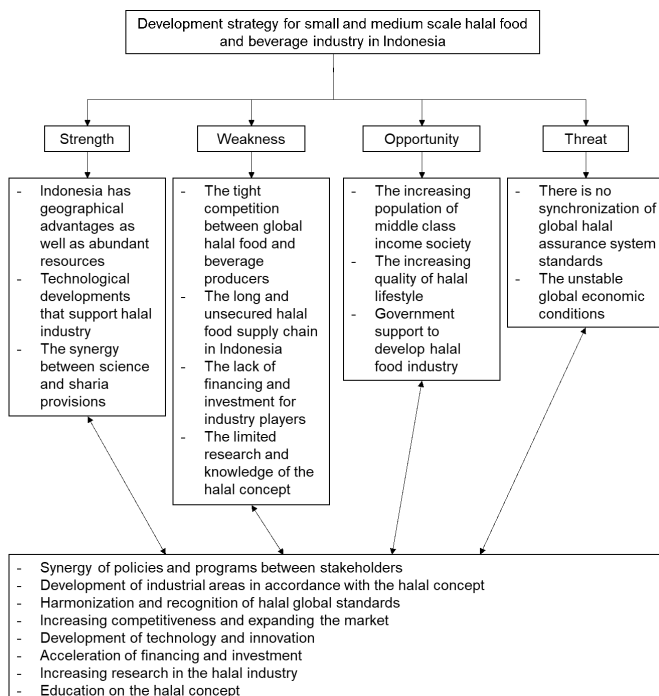 Development strategy for small and medium scale halal food
and beverage industry in Indonesia
Strength
Weakness
Opportunity
Threat
- Indonesia has
geographical
advantages as
well as abundant
resources
- Technological
developments
that support halal
industry
- The synergy
between science
and sharia
provisions
- The tight
competition
between global
halal food and
beverage
producers
- The long and
unsecured halal
food supply chain
in Indonesia
- The lack of
financing and
investment for
industry players
- The limited
research and
knowledge of the
halal concept
- The increasing
population of
middle class
income society
- The increasing
quality of halal
lifestyle
- Government
support to
develop halal
food industry
- There is no
synchronization of
global halal
assurance system
standards
- The unstable
global economic
conditions
- Synergy of policies and programs between stakeholders
- Development of industrial areas in accordance with the halal concept
- Harmonization and recognition of halal global standards
- Increasing competitiveness and expanding the market
- Development of technology and innovation
- Acceleration of financing and investment
- Increasing research in the halal industry
- Education on the halal concept